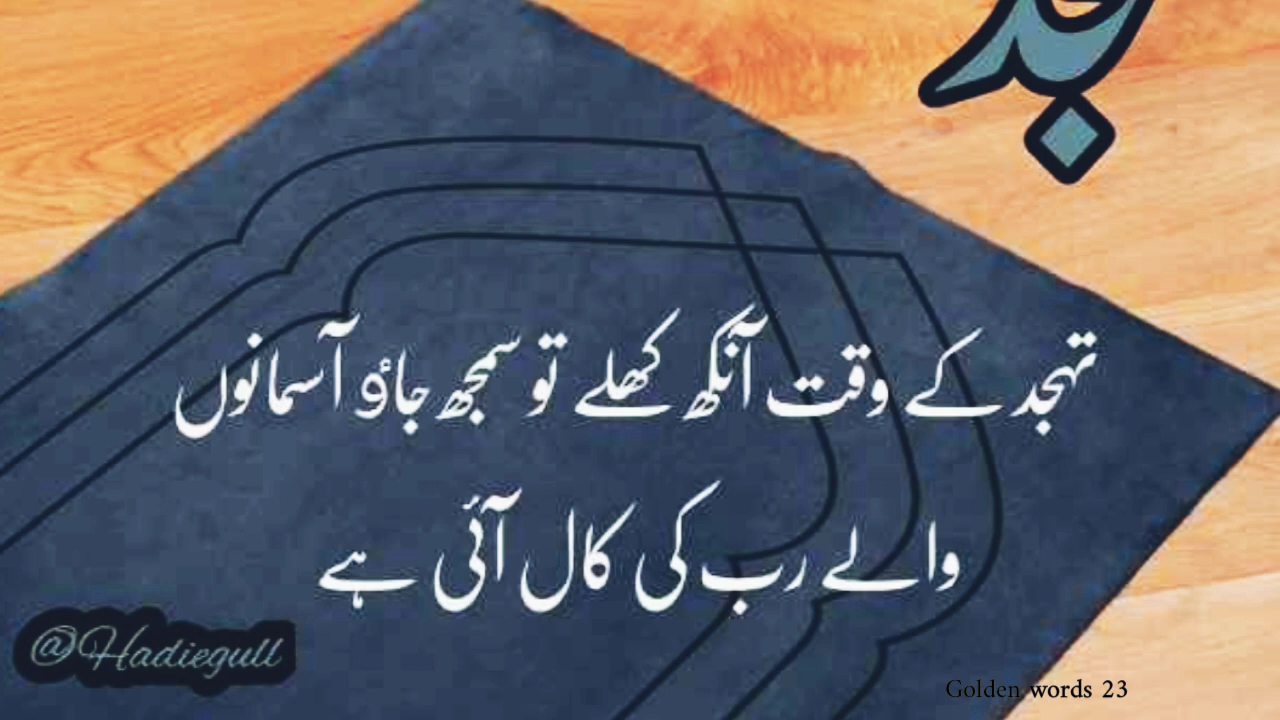 تہجد کے وقت آنکھ کھلے تو سمجھ جاؤ آسمانوں
والے رب کی کال آئی ہے
@Hadiegull
Golden words 23